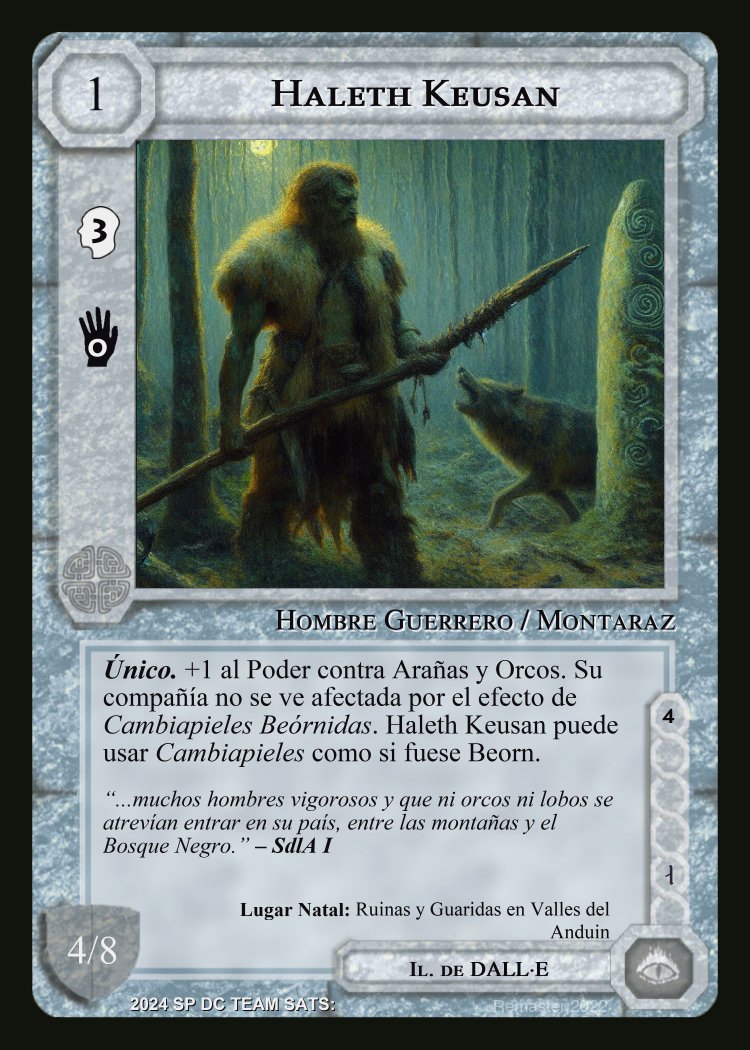 1
Haleth Keusan
3
0
Hombre Guerrero / Montaraz
Único. +1 al Poder contra Arañas y Orcos. Su
compañía no se ve afectada por el efecto de
Cambiapieles Beórnidas. Haleth Keusan puede
usar Cambiapieles como si fuese Beorn.
4
“...muchos hombres vigorosos y que ni orcos ni lobos se
atrevían entrar en su país, entre las montañas y el
Bosque Negro.” – SdlA I
Lugar Natal: Ruinas y Guaridas en Valles del
Anduin
4/8
Il. de DALL·E
2024 SP DC TEAM SATS:
Remaster 2022